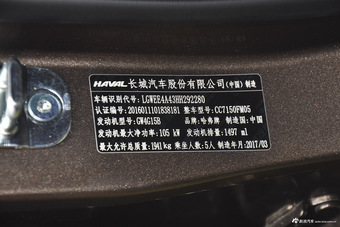 HAVAL 长城汽车股份有限公司(中国)制造
车辆识别代号: LGWEE4A43HH292280
认证标识: 2016011101838181 整车型号: CC7150FM05
发动机型号: GW4G15B 品牌: 哈弗牌 制造国: 中国
发动机最大净功率: 105 kW 发动机排量: 1497 ml
最大允许总质量: 1941kg 乘坐人数: 5人 制造年月: 2017/03